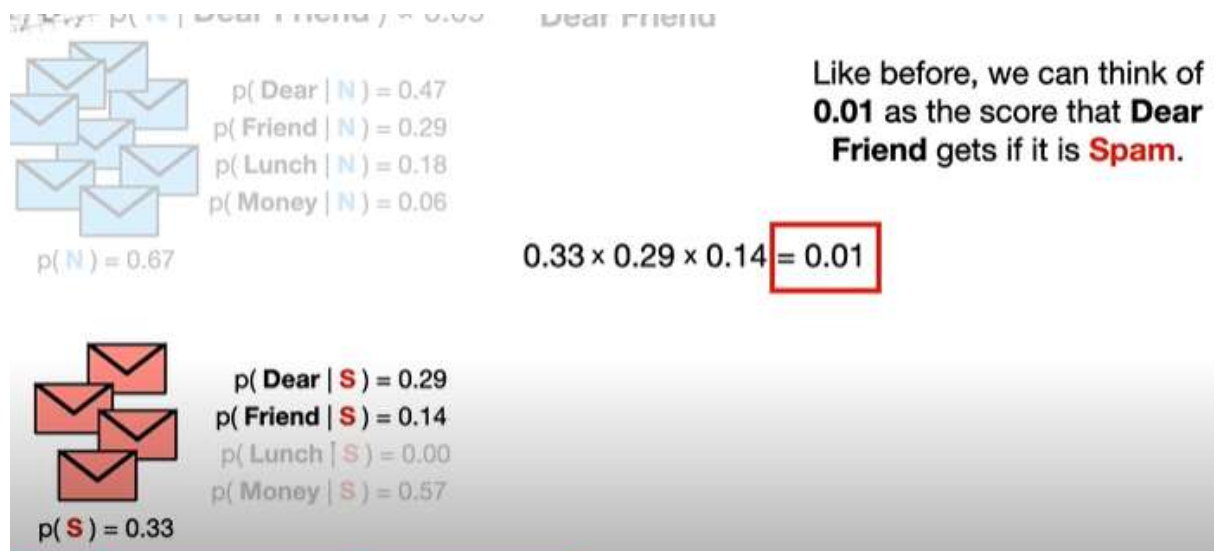 p( N | Dear Friend )
Dear Friend
p( Dear | N ) = 0.47
p( Friend | N ) = 0.29
p( Lunch | N ) = 0.18
p( Money | N ) = 0.06
p( N ) = 0.67
Like before, we can think of
0.01 as the score that Dear
Friend gets if it is Spam.
0.33 × 0.29 × 0.14 = 0.01
p( Dear | S ) = 0.29
p( Friend | S ) = 0.14
p( Lunch | S ) = 0.00
p( Money | S ) = 0.57
p( S ) = 0.33